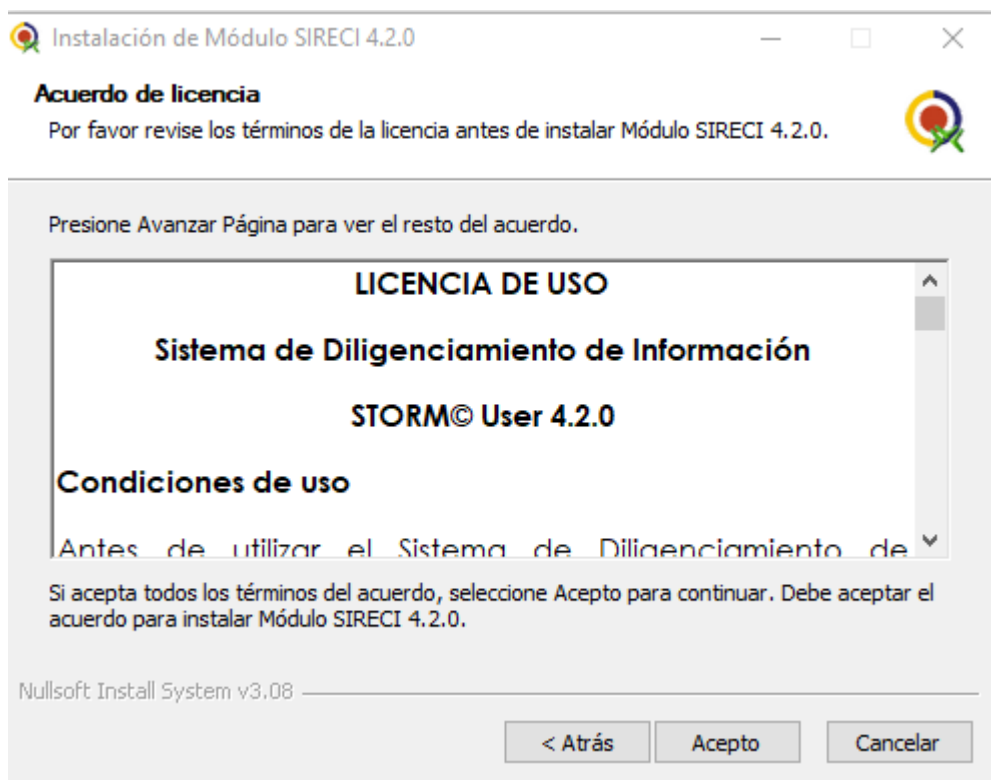 Instalación de Módulo SIRECI 4.2.0
Acuerdo de licencia
Por favor revise los términos de la licencia antes de instalar Módulo SIRECI 4.2.0.
Presione Avanzar Página para ver el resto del acuerdo.
LICENCIA DE USO
Sistema de Diligenciamiento de Información
STORM© User 4.2.0
Condiciones de uso
Antes de utilizar el Sistema de Diligenciamiento de
Si acepta todos los términos del acuerdo, seleccione Acepto para continuar. Debe aceptar el
acuerdo para instalar Módulo SIRECI 4.2.0.
Nullsoft Install System v3.08
< Atrás Acepto Cancelar